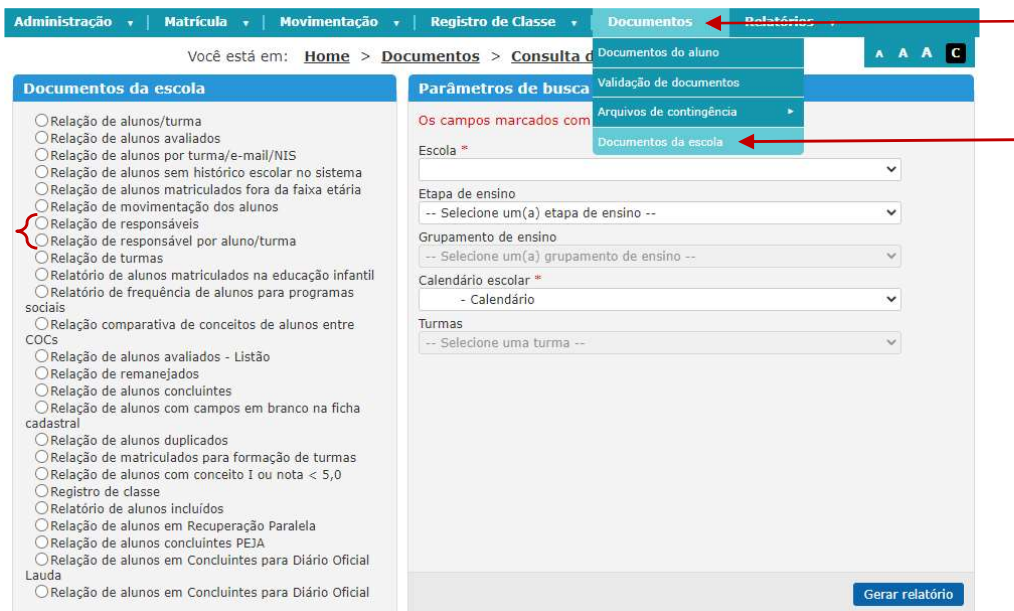 Administração | Matrícula | Movimentação | Registro de Classe | Documentos Relatórios
Você está em: Home > Documentos > Consulta d
A A A C
Documentos do aluno
Validação de documentos
Arquivos de contingência
Documentos da escola
Documentos da escola
Relação de alunos/turma
Relação de alunos avaliados
Relação de alunos por turma/e-mail/NIS
Relação de alunos sem histórico escolar no sistema
Relação de alunos matriculados fora da faixa etária
Relação de movimentação dos alunos
Relação de responsáveis
Relação de responsável por aluno/turma
Relação de turmas
Relatório de alunos matriculados na educação infantil
Relatório de frequência de alunos para programas
sociais
Relação comparativa de conceitos de alunos entre
COCs
Relação de alunos avaliados - Listão
Relação de remanejados
Relação de alunos concluintes
Relação de alunos com campos em branco na ficha
cadastral
Relação de alunos duplicados
Relação de matriculados para formação de turmas
Relação de alunos com conceito I ou nota < 5,0
Registro de classe
Relatório de alunos incluídos
Relação de alunos em Recuperação Paralela
Relação de alunos concluintes PEJA
Relação de alunos em Concluintes para Diário Oficial
Lauda
Relação de alunos em Concluintes para Diário Oficial
Parâmetros de busca
Os campos marcados com
Escola *
Etapa de ensino
-- Selecione um(a) etapa de ensino --
Grupamento de ensino
-- Selecione um(a) grupamento de ensino --
Calendário escolar *
- Calendário
Turmas
-- Selecione uma turma --
Gerar relatório